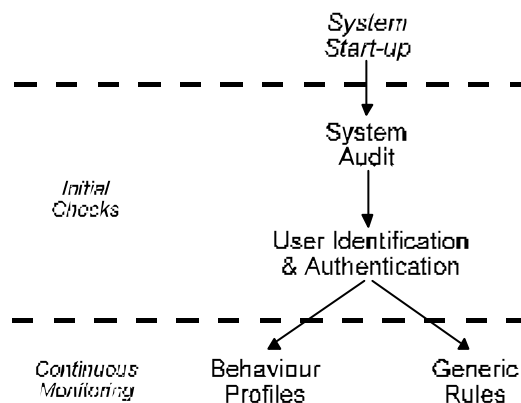 System
Start-up
System
Audit
Initial
Checks
User Identification
& Authentication
Continuous
Monitoring
Behaviour
Profiles
Generic
Rules